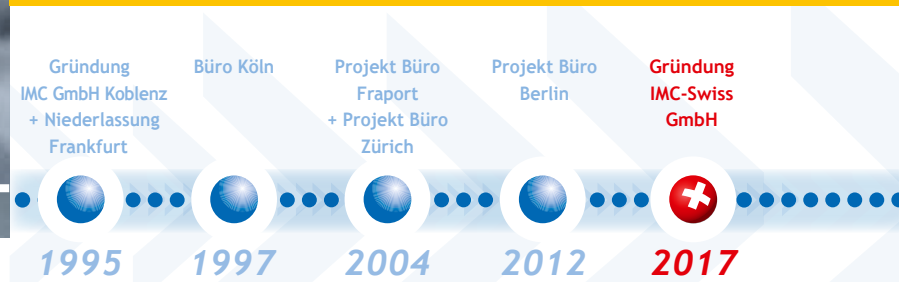 Gründung
IMC GmbH Koblenz
+ Niederlassung
Frankfurt
1995
Büro Köln
1997
Projekt Büro
Fraport
+ Projekt Büro
Zürich
2004
Projekt Büro
Berlin
2012
Gründung
IMC-Swiss
GmbH
2017